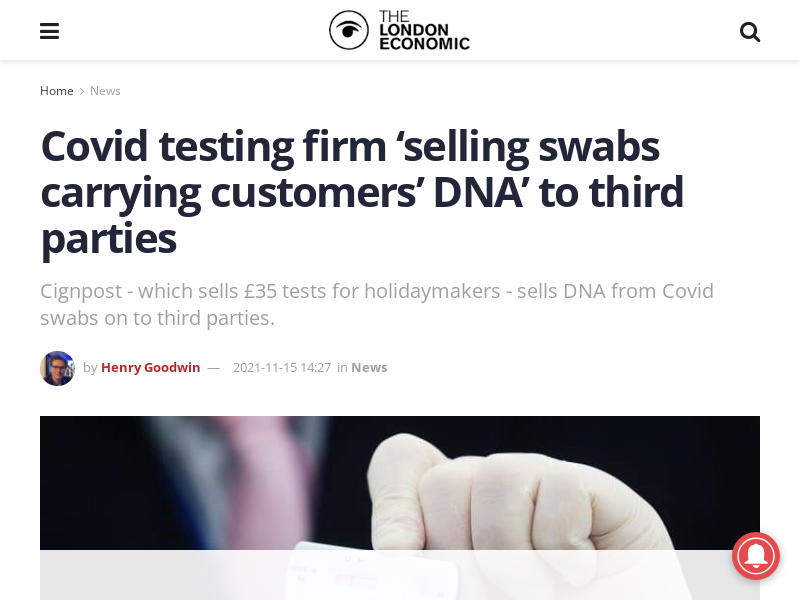 THE
LONDON
ECONOMIC
Home > News
Covid testing firm ‘selling swabs
carrying customers’ DNA’ to third
parties
Cignpost - which sells £35 tests for holidaymakers - sells DNA from Covid
swabs on to third parties.
by Henry Goodwin — 2021-11-15 14:27 in News